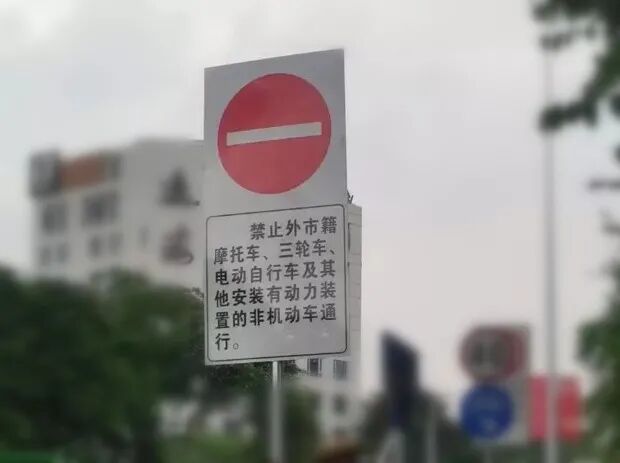 禁止外市籍
摩托车、三轮车、
电动自行车及其
他安装有动力装
置的非机动车通
行。